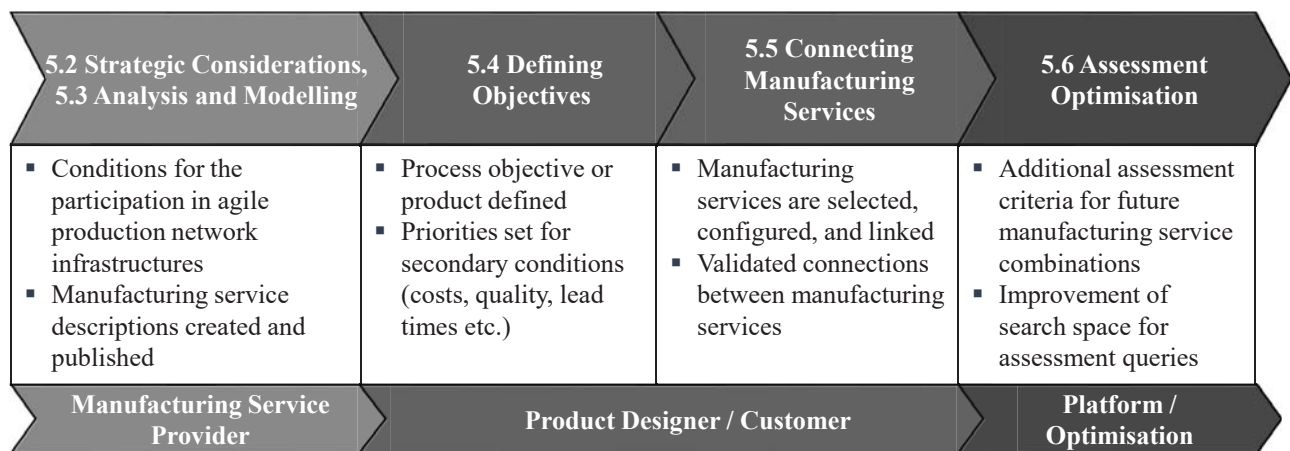 5.2 Strategic Considerations,
5.3 Analysis and Modelling
5.4 Defining
Objectives
5.5 Connecting
Manufacturing
Services
5.6 Assessment
Optimisation
▪ Conditions for the
participation in agile
production network
infrastructures
▪ Manufacturing service
descriptions created and
published
▪ Process objective or
product defined
▪ Priorities set for
secondary conditions
(costs, quality, lead
times etc.)
▪ Manufacturing
services are selected,
configured, and linked
▪ Validated connections
between manufacturing
services
▪ Additional assessment
criteria for future
manufacturing service
combinations
▪ Improvement of
search space for
assessment queries
Manufacturing Service
Provider
Product Designer / Customer
Platform /
Optimisation